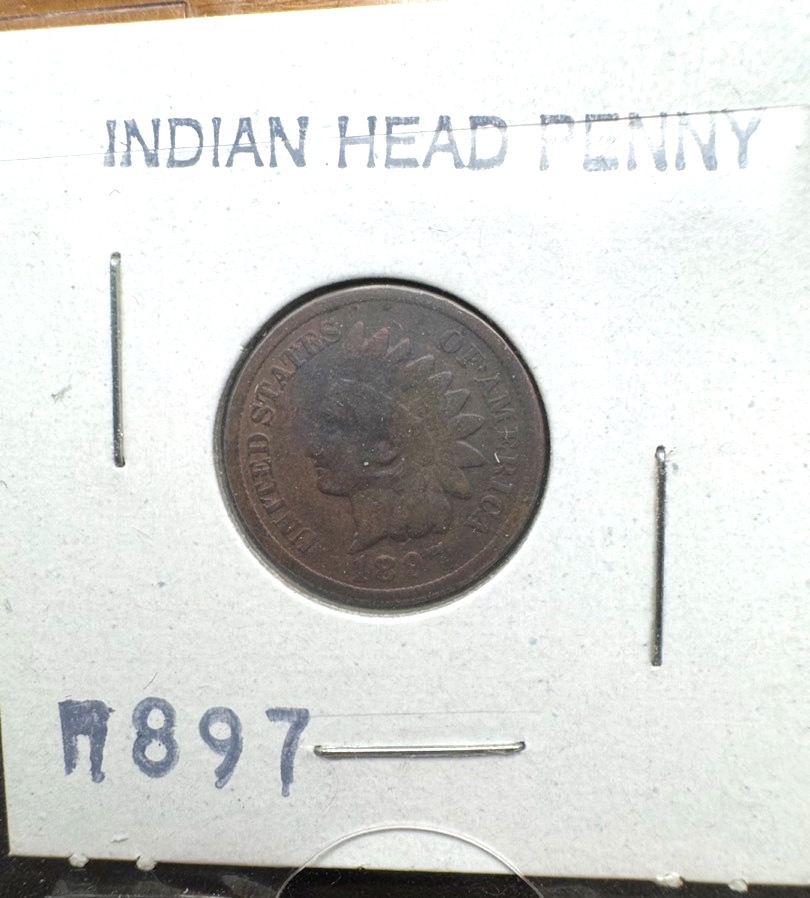 INDIAN HEAD PENNY
UNITED STATES OF AMERICA
1897
1897